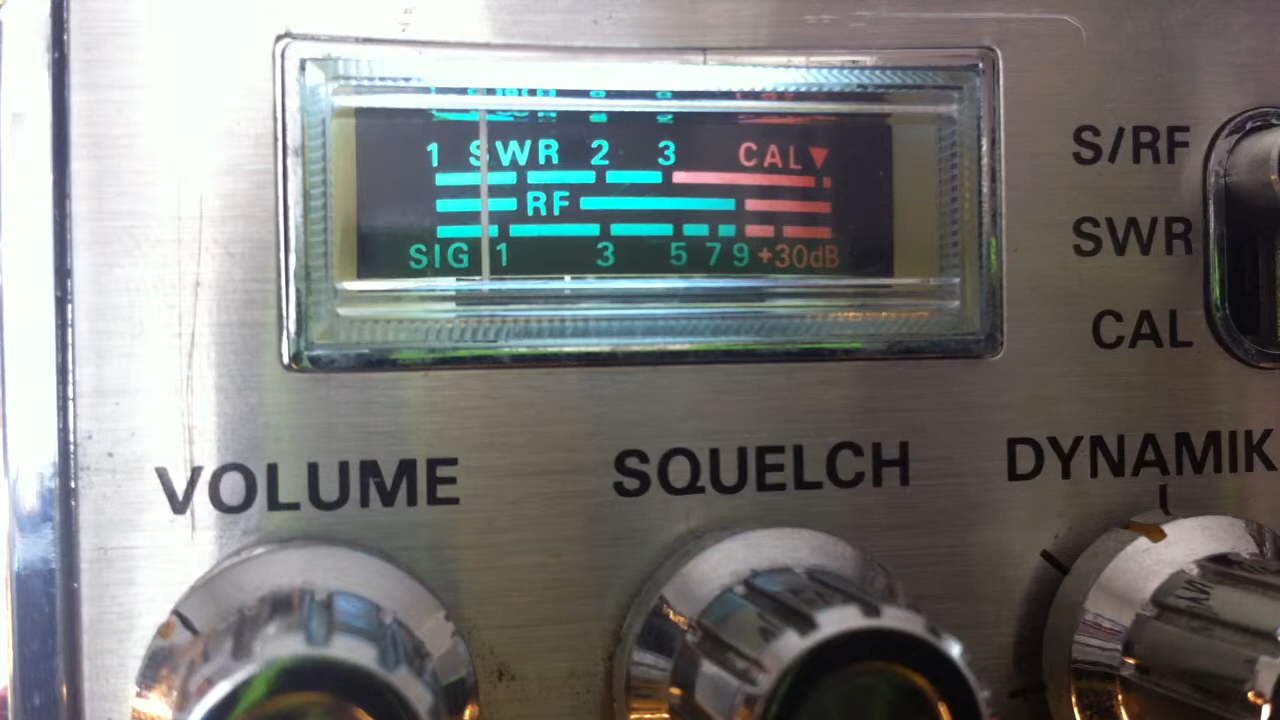 1 SWR 2 3 CAL▼
RF
SIG 1 3 5 7 9 +30dB
S/RF
SWR
CAL
VOLUME
SQUELCH
DYNAMIK